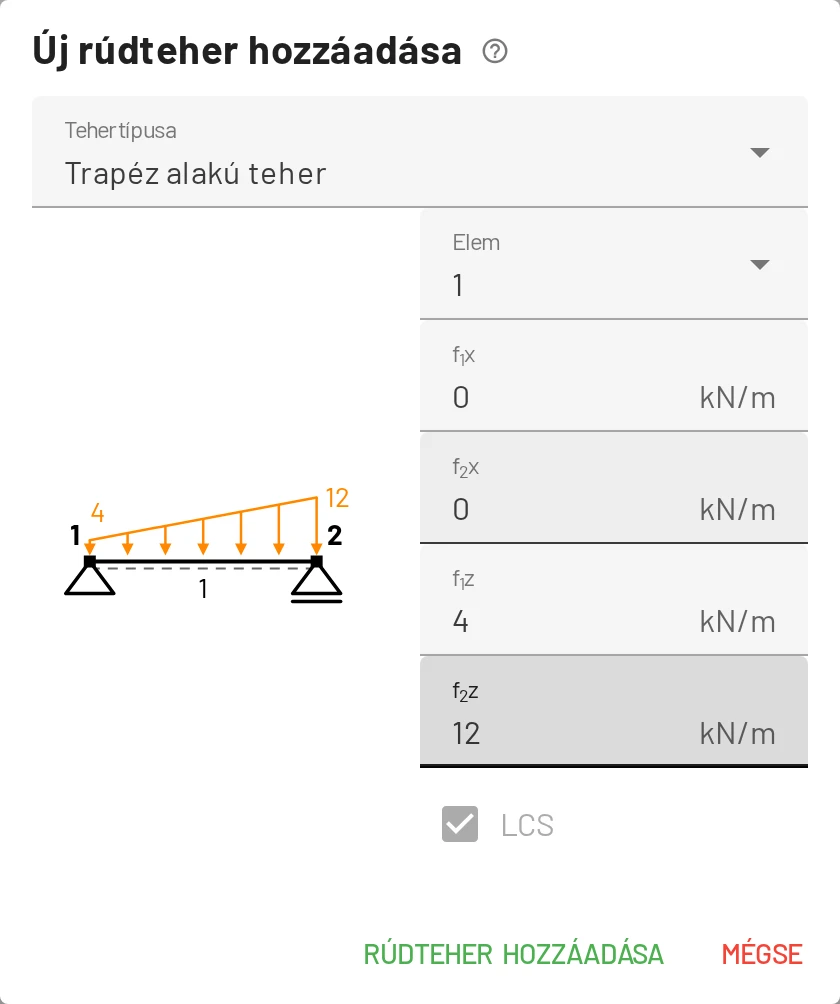 Új rúdteher hozzáadása
Tehertípusa
Trapéz alakú teher
Elem
1
f₁x
0 kN/m
f₂x
0 kN/m
f₁z
4 kN/m
f₂z
12 kN/m
LCS
4 12
1 2
1
RÚDTEHER HOZZÁADÁSA MÉGSE